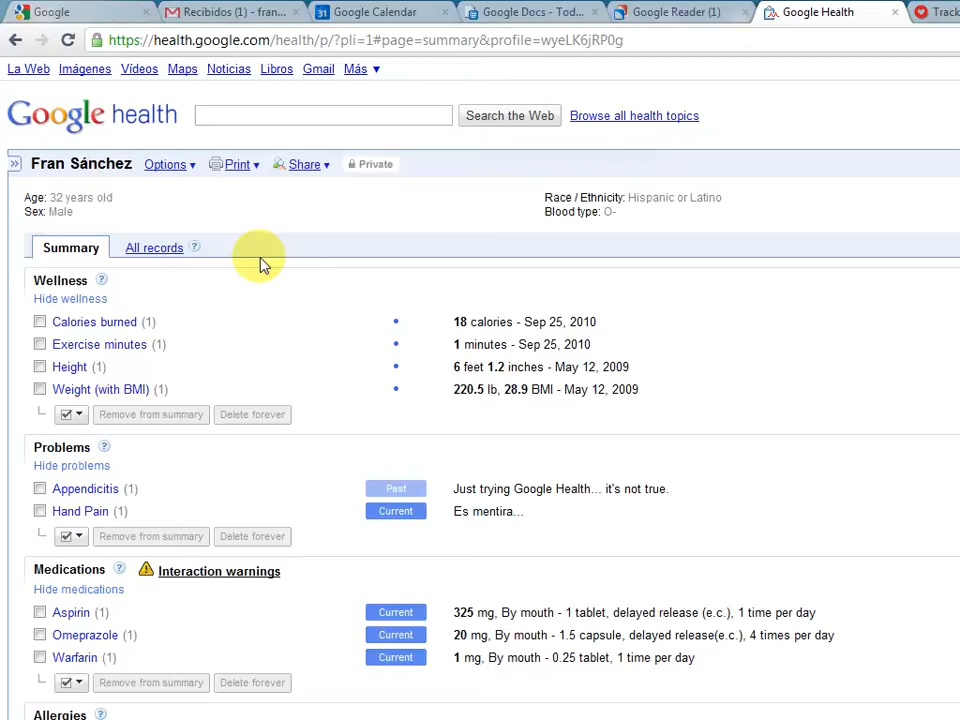 Google
Recibidos (1) - fran...
Google Calendar
Google Docs - Tod...
Google Reader (1)
Google Health
Track
https://health.google.com/health/p/?pli=1#page=summary&profile=wyeLK6jRP0g
La Web Imágenes Vídeos Maps Noticias Libros Gmail Más ▼
Google health Search the Web Browse all health topics
» Fran Sánchez Options ▾ Print ▾ Share ▾ Private
Age: 32 years old Race / Ethnicity: Hispanic or Latino
Sex: Male Blood type: O-
Summary All records ?
Wellness ?
Hide wellness
Calories burned (1) 18 calories - Sep 25, 2010
Exercise minutes (1) 1 minutes - Sep 25, 2010
Height (1) 6 feet 1.2 inches - May 12, 2009
Weight (with BMI) (1) 220.5 lb, 28.9 BMI - May 12, 2009
Remove from summary Delete forever
Problems ?
Hide problems
Appendicitis (1) Past Just trying Google Health... it's not true.
Hand Pain (1) Current Es mentira...
Remove from summary Delete forever
Medications ? Interaction warnings
Hide medications
Aspirin (1) Current 325 mg, By mouth - 1 tablet, delayed release (e.c.), 1 time per day
Omeprazole (1) Current 20 mg, By mouth - 1.5 capsule, delayed release(e.c.), 4 times per day
Warfarin (1) Current 1 mg, By mouth - 0.25 tablet, 1 time per day
Remove from summary Delete forever
Allergies ?